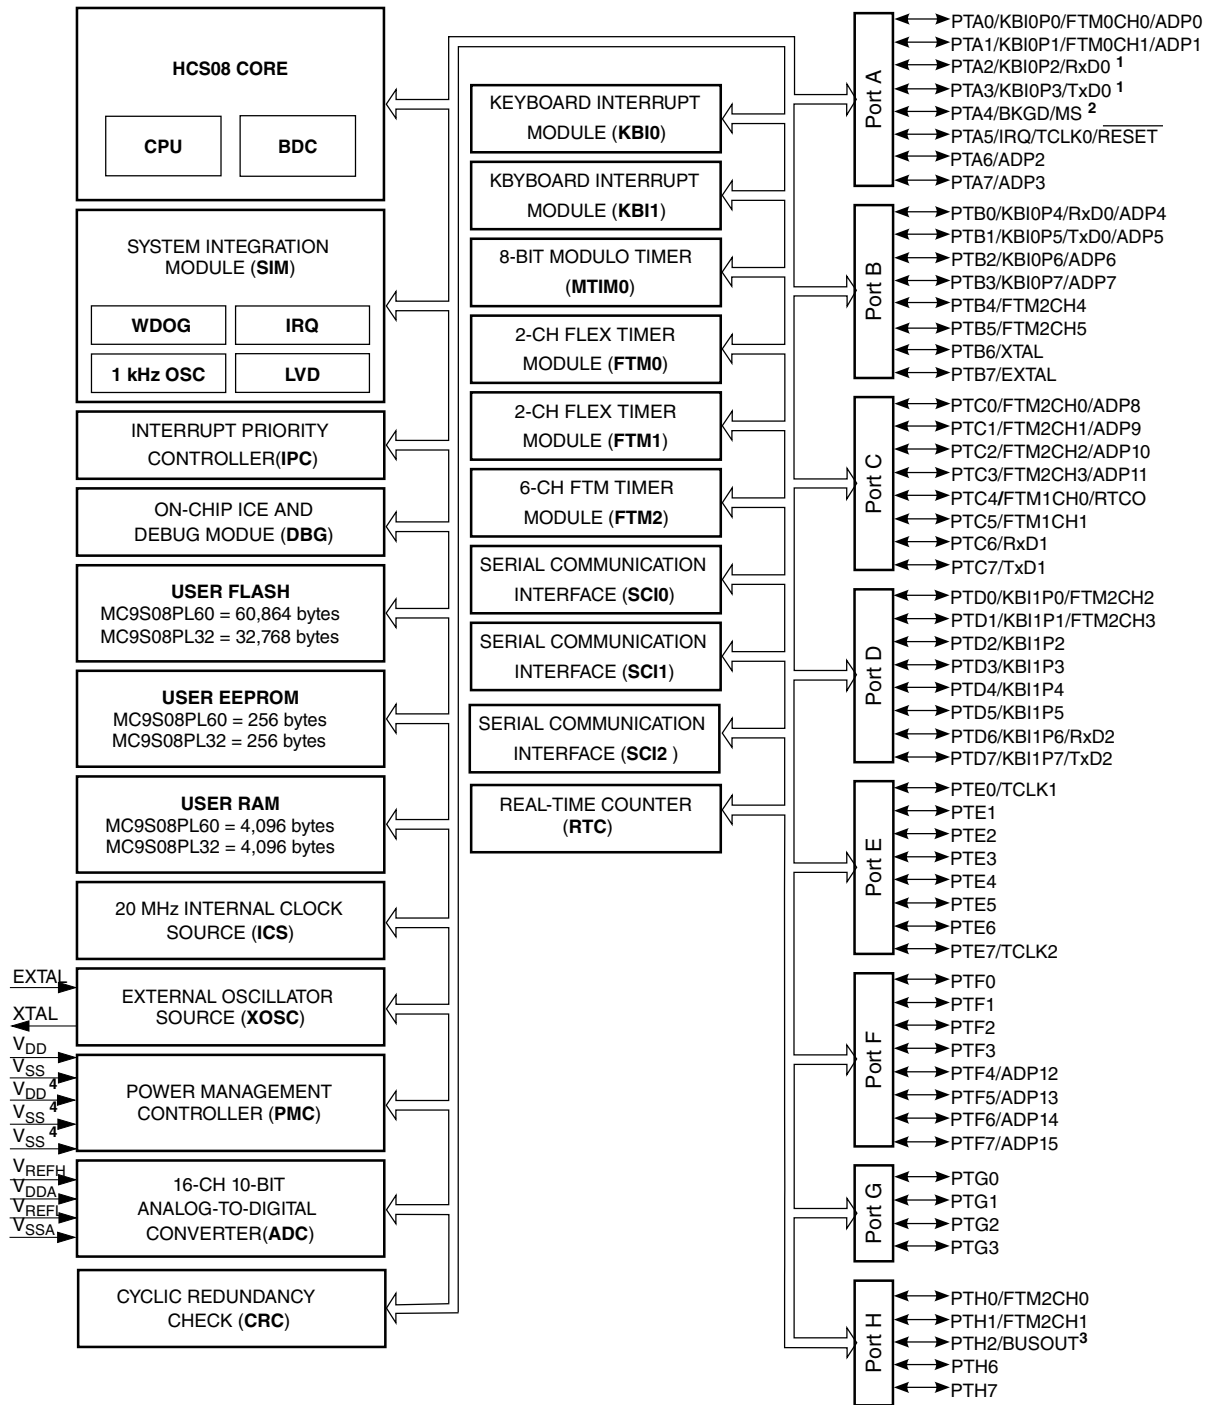 HCS08 CORE
CPU
BDC
SYSTEM INTEGRATION
MODULE (SIM)
WDOG
IRQ
1 kHz OSC
LVD
INTERRUPT PRIORITY
CONTROLLER(IPC)
ON-CHIP ICE AND
DEBUG MODUE (DBG)
USER FLASH
MC9S08PL60 = 60,864 bytes
MC9S08PL32 = 32,768 bytes
USER EEPROM
MC9S08PL60 = 256 bytes
MC9S08PL32 = 256 bytes
USER RAM
MC9S08PL60 = 4,096 bytes
MC9S08PL32 = 4,096 bytes
20 MHz INTERNAL CLOCK
SOURCE (ICS)
EXTAL
XTAL
EXTERNAL OSCILLATOR
SOURCE (XOSC)
VDD
VSS
VDD 4
VSS 4
VSS 4
POWER MANAGEMENT
CONTROLLER (PMC)
VREFH
VDDA
VREFL
VSSA
16-CH 10-BIT
ANALOG-TO-DIGITAL
CONVERTER(ADC)
CYCLIC REDUNDANCY
CHECK (CRC)
KEYBOARD INTERRUPT
MODULE (KBI0)
KBYBOARD INTERRUPT
MODULE (KBI1)
8-BIT MODULO TIMER
(MTIM0)
2-CH FLEX TIMER
MODULE (FTM0)
2-CH FLEX TIMER
MODULE (FTM1)
6-CH FTM TIMER
MODULE (FTM2)
SERIAL COMMUNICATION
INTERFACE (SCI0)
SERIAL COMMUNICATION
INTERFACE (SCI1)
SERIAL COMMUNICATION
INTERFACE (SCI2 )
REAL-TIME COUNTER
(RTC)
Port A
PTA0/KBI0P0/FTM0CH0/ADP0
PTA1/KBI0P1/FTM0CH1/ADP1
PTA2/KBI0P2/RxD0 1
PTA3/KBI0P3/TxD0 1
PTA4/BKGD/MS 2
PTA5/IRQ/TCLK0/RESET
PTA6/ADP2
PTA7/ADP3
Port B
PTB0/KBI0P4/RxD0/ADP4
PTB1/KBI0P5/TxD0/ADP5
PTB2/KBI0P6/ADP6
PTB3/KBI0P7/ADP7
PTB4/FTM2CH4
PTB5/FTM2CH5
PTB6/XTAL
PTB7/EXTAL
Port C
PTC0/FTM2CH0/ADP8
PTC1/FTM2CH1/ADP9
PTC2/FTM2CH2/ADP10
PTC3/FTM2CH3/ADP11
PTC4/FTM1CH0/RTCO
PTC5/FTM1CH1
PTC6/RxD1
PTC7/TxD1
Port D
PTD0/KBI1P0/FTM2CH2
PTD1/KBI1P1/FTM2CH3
PTD2/KBI1P2
PTD3/KBI1P3
PTD4/KBI1P4
PTD5/KBI1P5
PTD6/KBI1P6/RxD2
PTD7/KBI1P7/TxD2
Port E
PTE0/TCLK1
PTE1
PTE2
PTE3
PTE4
PTE5
PTE6
PTE7/TCLK2
Port F
PTF0
PTF1
PTF2
PTF3
PTF4/ADP12
PTF5/ADP13
PTF6/ADP14
PTF7/ADP15
Port G
PTG0
PTG1
PTG2
PTG3
Port H
PTH0/FTM2CH0
PTH1/FTM2CH1
PTH2/BUSOUT3
PTH6
PTH7